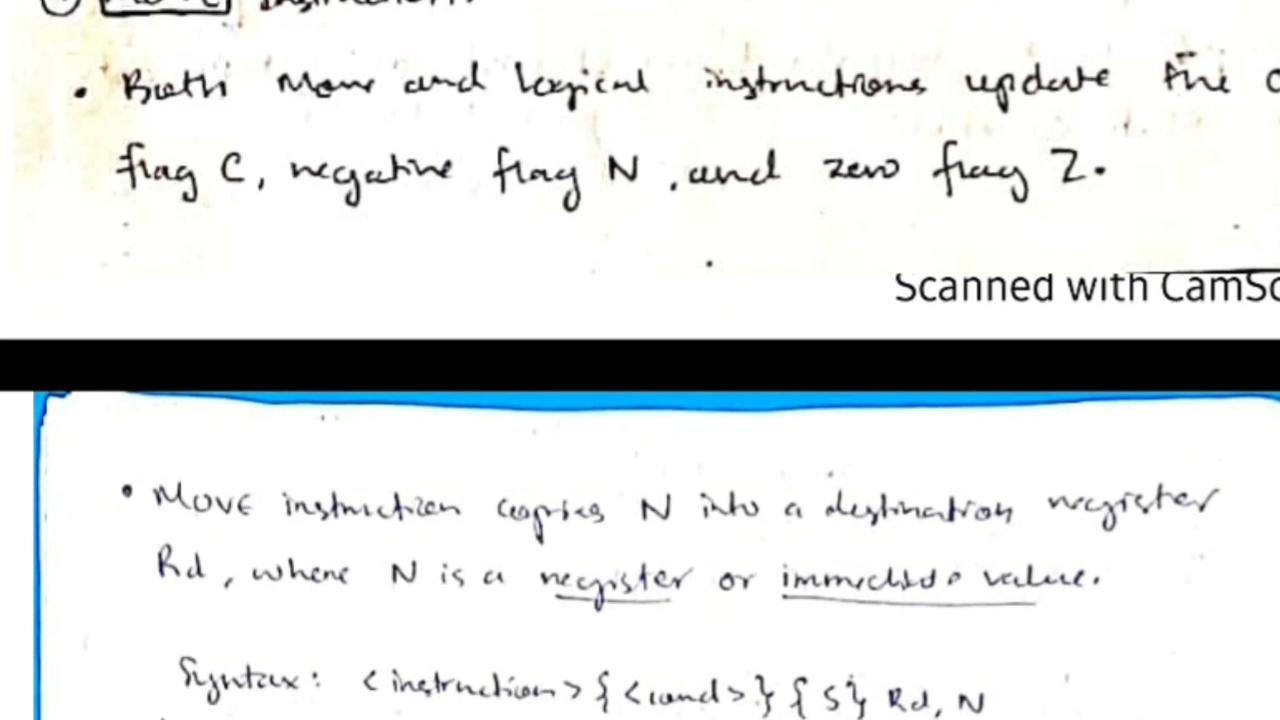 • Both Move and logical instructions update the c
flag C, negative flag N, and zero flag Z.
Scanned with CamSc
• MOVE instruction copies N into a destination register
Rd, where N is a register or immediate value.
Syntax: <instruction> {<cond>} {S} Rd, N